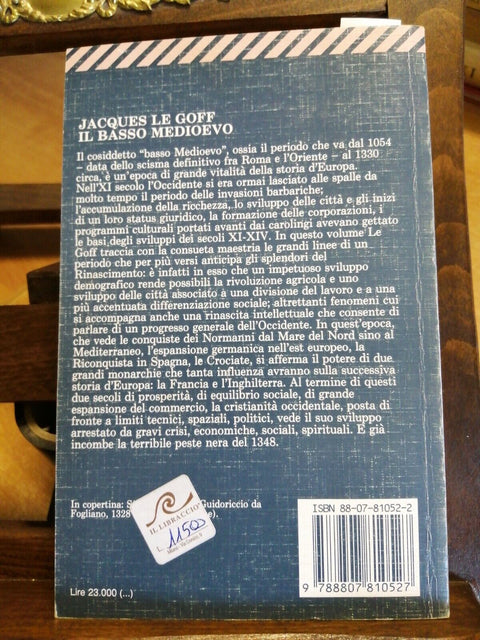 JACQUES LE GOFF
IL BASSO MEDIOEVO
Il cosiddetto "basso Medioevo", ossia il periodo che va dal 1054
- data dello scisma definitivo fra Roma e l'Oriente - al 1330
circa, è un'epoca di grande vitalità della storia d'Europa.
Nell'XI secolo l'Occidente si era ormai lasciato alle spalle da
molto tempo il periodo delle invasioni barbariche;
l'accumulazione della ricchezza, lo sviluppo delle città e gli inizi
di un loro status giuridico, la formazione delle corporazioni, i
programmi culturali portati avanti dai carolingi avevano gettato
le basi degli sviluppi dei secoli XI-XIV. In questo volume Le
Goff traccia con la consueta maestria le grandi linee di un
periodo che per più versi anticipa gli splendori del
Rinascimento: è infatti in esso che un impetuoso sviluppo
demografico rende possibili la rivoluzione agricola e uno
sviluppo delle città associato a una divisione del lavoro e a una
più accentuata differenziazione sociale; altrettanti fenomeni cui
si accompagna anche una rinascita intellettuale che consente di
parlare di un progresso generale dell'Occidente. In quest'epoca,
che vede le conquiste dei Normanni dal Mare del Nord sino al
Mediterraneo, l'espansione germanica nell'est europeo, la
Riconquista in Spagna, le Crociate, si afferma il potere di due
grandi monarchie che tanta influenza avranno sulla successiva
storia d'Europa: la Francia e l'Inghilterra. Al termine di questi
due secoli di prosperità, di equilibrio sociale, di grande
espansione del commercio, la cristianità occidentale, posta di
fronte a limiti tecnici, spaziali, politici, vede il suo sviluppo
arrestato da gravi crisi, economiche, sociali, spirituali. E già
incombe la terribile peste nera del 1348.
In copertina: Guidoriccio da
Fogliano, 1328
IL LIBRACCIO
L. 11500
ISBN 88-07-81052-2
9 788807 810527
Lire 23.000 (...)